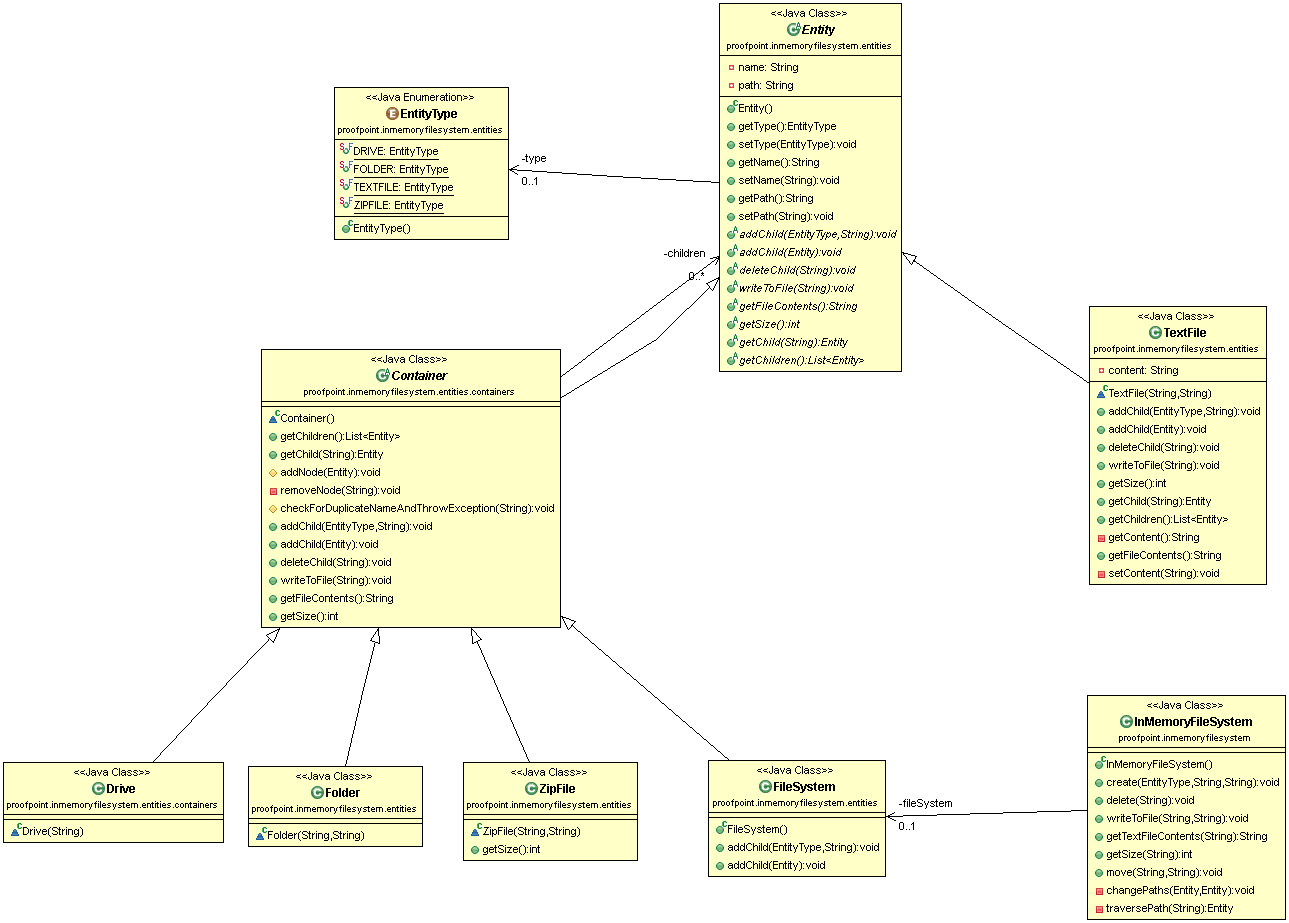 <<Java Class>>
Entity
proofpoint.inmemoryfilesystem.entities
name: String
path: String
Entity()
getType():EntityType
setType(EntityType):void
getName():String
setName(String):void
getPath():String
setPath(String):void
addChild(EntityType,String):void
addChild(Entity):void
deleteChild(String):void
writeToFile(String):void
getFileContents():String
getSize():int
getChild(String):Entity
getChildren():List<Entity>
<<Java Enumeration>>
EntityType
proofpoint.inmemoryfilesystem.entities
DRIVE: EntityType
FOLDER: EntityType
TEXTFILE: EntityType
ZIPFILE: EntityType
EntityType()
-type
0..1
-children
0..*
<<Java Class>>
TextFile
proofpoint.inmemoryfilesystem.entities
content: String
TextFile(String,String)
addChild(EntityType,String):void
addChild(Entity):void
deleteChild(String):void
writeToFile(String):void
getSize():int
getChild(String):Entity
getChildren():List<Entity>
getContent():String
getFileContents():String
setContent(String):void
<<Java Class>>
Container
proofpoint.inmemoryfilesystem.entities.containers
Container()
getChildren():List<Entity>
getChild(String):Entity
addNode(Entity):void
removeNode(String):void
checkForDuplicateNameAndThrowException(String):void
addChild(EntityType,String):void
addChild(Entity):void
deleteChild(String):void
writeToFile(String):void
getFileContents():String
getSize():int
<<Java Class>>
Drive
proofpoint.inmemoryfilesystem.entities.containers
Drive(String)
<<Java Class>>
Folder
proofpoint.inmemoryfilesystem.entities
Folder(String,String)
<<Java Class>>
ZipFile
proofpoint.inmemoryfilesystem.entities
ZipFile(String,String)
getSize():int
<<Java Class>>
FileSystem
proofpoint.inmemoryfilesystem.entities
FileSystem()
addChild(EntityType,String):void
addChild(Entity):void
-fileSystem
0..1
<<Java Class>>
InMemoryFileSystem
proofpoint.inmemoryfilesystem
InMemoryFileSystem()
create(EntityType,String,String):void
delete(String):void
writeToFile(String,String):void
getTextFileContents(String):String
getSize(String):int
move(String,String):void
changePaths(Entity,Entity):void
traversePath(String):Entity